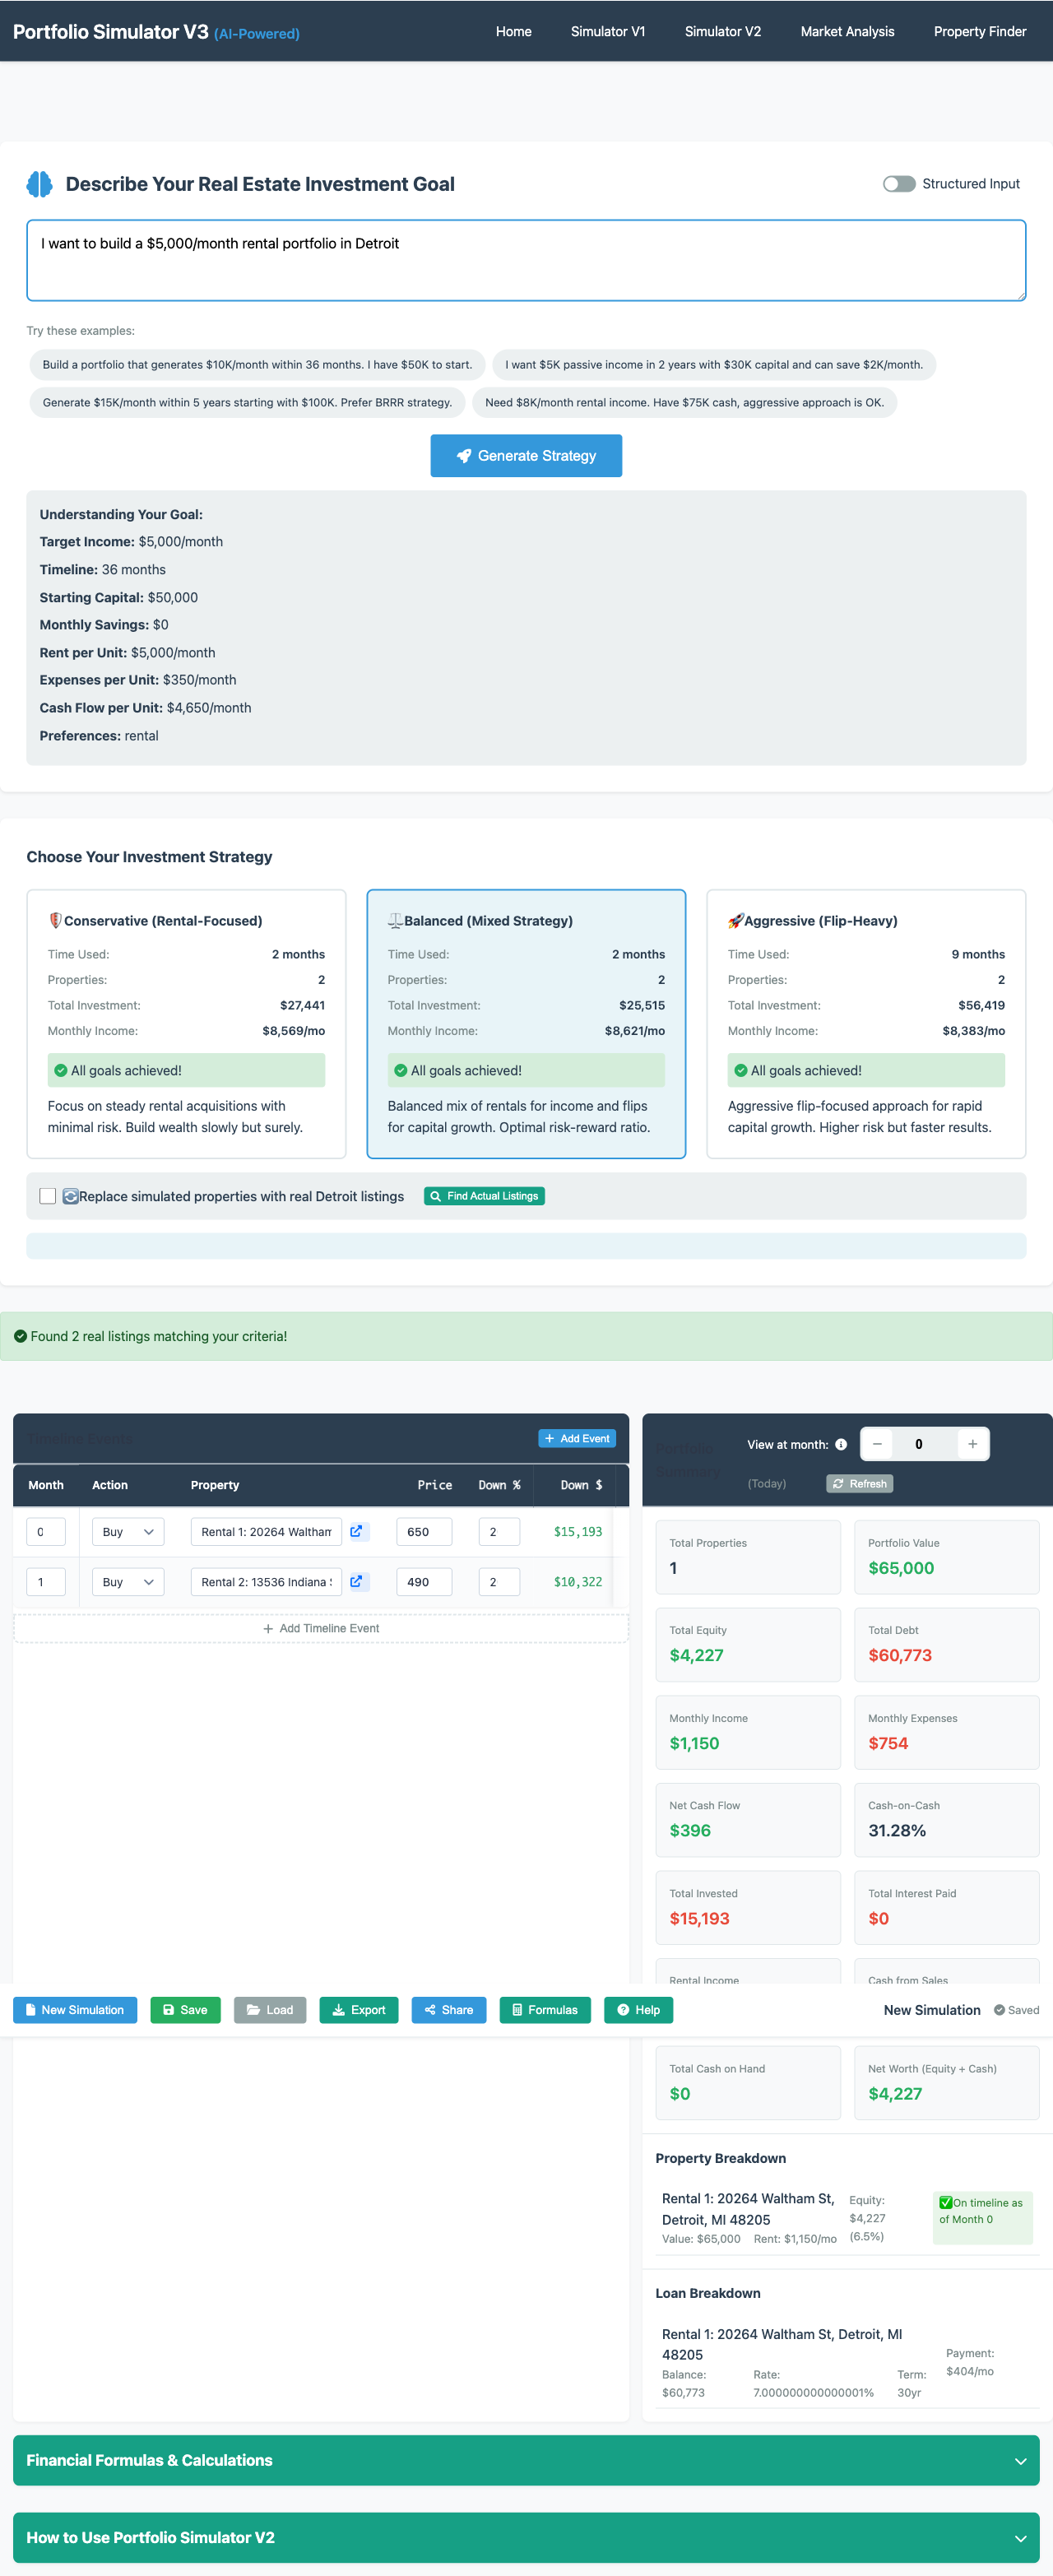 Portfolio Simulator V3 (AI-Powered)
Home Simulator V1 Simulator V2 Market Analysis Property Finder
Describe Your Real Estate Investment Goal
Structured Input
I want to build a $5,000/month rental portfolio in Detroit
Try these examples:
Build a portfolio that generates $10K/month within 36 months. I have $50K to start.
I want $5K passive income in 2 years with $30K capital and can save $2K/month.
Generate $15K/month within 5 years starting with $100K. Prefer BRRR strategy.
Need $8K/month rental income. Have $75K cash, aggressive approach is OK.
Generate Strategy
Understanding Your Goal:
Target Income: $5,000/month
Timeline: 36 months
Starting Capital: $50,000
Monthly Savings: $0
Rent per Unit: $5,000/month
Expenses per Unit: $350/month
Cash Flow per Unit: $4,650/month
Preferences: rental
Choose Your Investment Strategy
Conservative (Rental-Focused)
Time Used: 2 months
Properties: 2
Total Investment: $27,441
Monthly Income: $8,569/mo
All goals achieved!
Focus on steady rental acquisitions with
minimal risk. Build wealth slowly but surely.
Balanced (Mixed Strategy)
Time Used: 2 months
Properties: 2
Total Investment: $25,515
Monthly Income: $8,621/mo
All goals achieved!
Balanced mix of rentals for income and flips
for capital growth. Optimal risk-reward ratio.
Aggressive (Flip-Heavy)
Time Used: 9 months
Properties: 2
Total Investment: $56,419
Monthly Income: $8,383/mo
All goals achieved!
Aggressive flip-focused approach for rapid
capital growth. Higher risk but faster results.
Replace simulated properties with real Detroit listings
Find Actual Listings
Found 2 real listings matching your criteria!
Timeline Events
Add Event
Month Action Property Price Down % Down $
0 Buy Rental 1: 20264 Waltham 650 2 $15,193
1 Buy Rental 2: 13536 Indiana 490 2 $10,322
Add Timeline Event
Portfolio
Summary
View at month: 0
(Today) Refresh
Total Properties
1
Portfolio Value
$65,000
Total Equity
$4,227
Total Debt
$60,773
Monthly Income
$1,150
Monthly Expenses
$754
Net Cash Flow
$396
Cash-on-Cash
31.28%
Total Invested
$15,193
Total Interest Paid
$0
Rental Income
Cash from Sales
New Simulation Save Load Export Share Formulas Help
New Simulation Saved
Total Cash on Hand
$0
Net Worth (Equity + Cash)
$4,227
Property Breakdown
Rental 1: 20264 Waltham St,
Detroit, MI 48205
Value: $65,000 Rent: $1,150/mo
Equity:
$4,227
(6.5%)
On timeline as
of Month 0
Loan Breakdown
Rental 1: 20264 Waltham St, Detroit, MI
48205
Balance:
$60,773
Rate:
7.000000000000001%
Term:
30yr
Payment:
$404/mo
Financial Formulas & Calculations
How to Use Portfolio Simulator V2